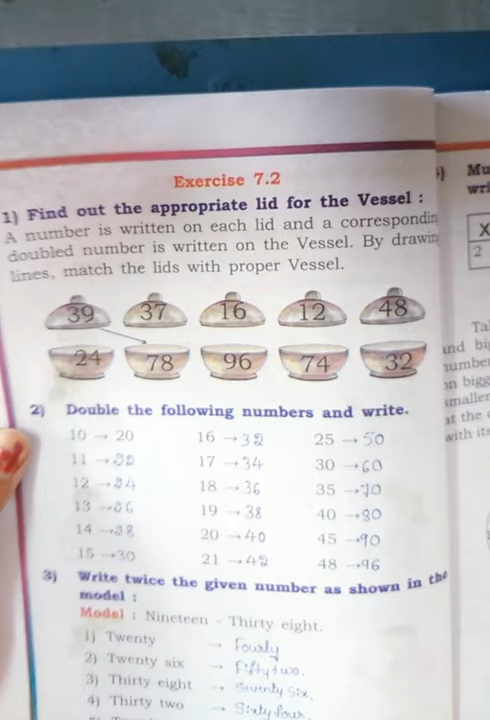 Exercise 7.2
1) Find out the appropriate lid for the Vessel :
A number is written on each lid and a correspondin
doubled number is written on the Vessel. By drawin
lines, match the lids with proper Vessel.
39 37 16 12 48
24 78 96 74 32
2) Double the following numbers and write.
10 → 20 16 → 32 25 → 50
11 → 22 17 → 34 30 → 60
12 → 24 18 → 36 35 → 70
13 → 26 19 → 38 40 → 80
14 → 28 20 → 40 45 → 90
15 → 30 21 → 42 48 → 96
3) Write twice the given number as shown in the
model :
Model : Nineteen - Thirty eight.
1) Twenty → Fourty
2) Twenty six → Fifty two.
3) Thirty eight → Seventy Six.
4) Thirty two → Sixty four
Mu
wri
X
2
Ta
and big
number
on bigg
smaller
at the
with its